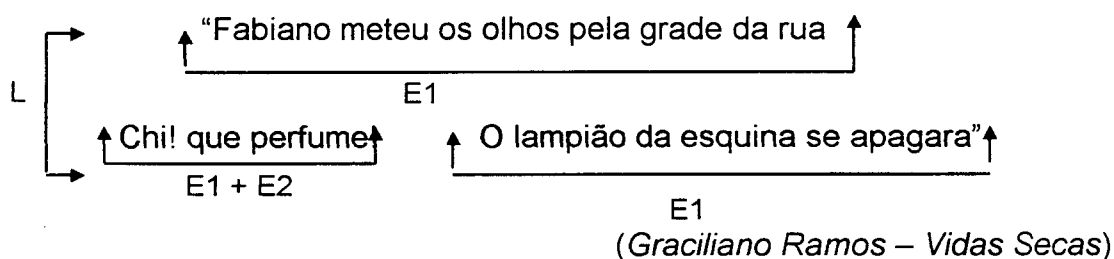 “Fabiano meteu os olhos pela grade da rua
L
E1
Chi! que perfume O lampião da esquina se apagara”
E1 + E2
E1
(Graciliano Ramos – Vidas Secas)